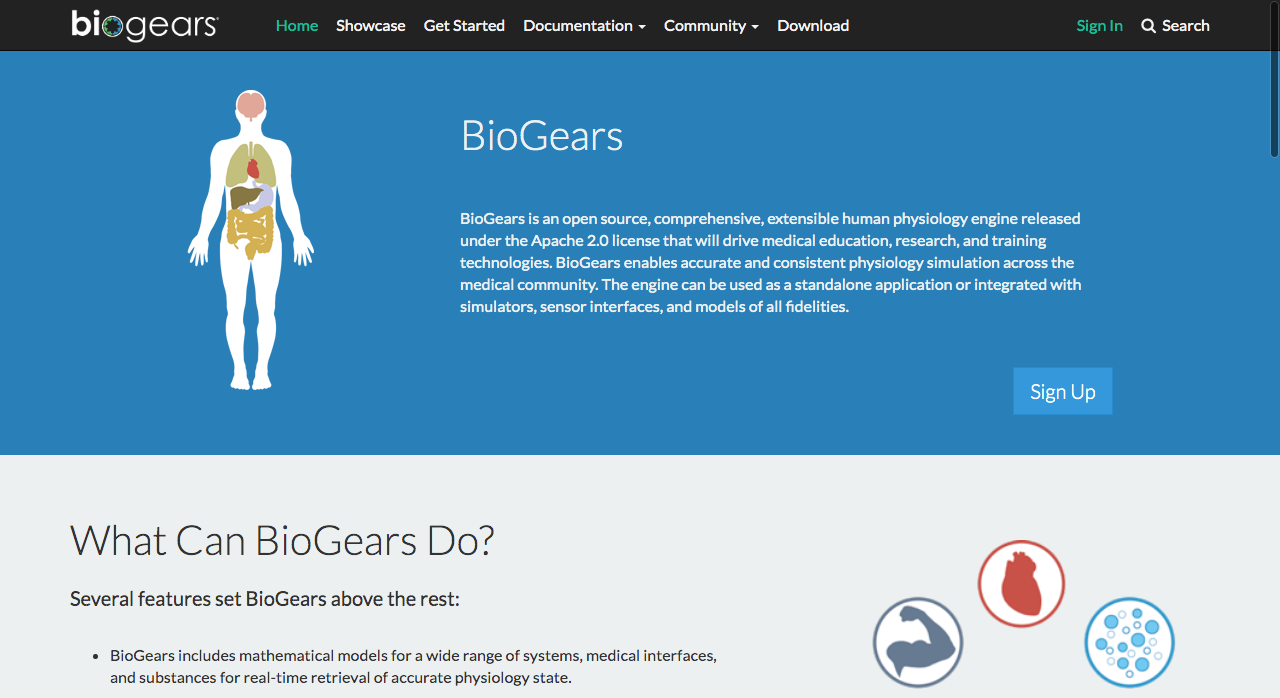 biogears
Home Showcase Get Started Documentation Community Download Sign In Search
BioGears
BioGears is an open source, comprehensive, extensible human physiology engine released
under the Apache 2.0 license that will drive medical education, research, and training
technologies. BioGears enables accurate and consistent physiology simulation across the
medical community. The engine can be used as a standalone application or integrated with
simulators, sensor interfaces, and models of all fidelities.
Sign Up
What Can BioGears Do?
Several features set BioGears above the rest:
• BioGears includes mathematical models for a wide range of systems, medical interfaces,
and substances for real-time retrieval of accurate physiology state.